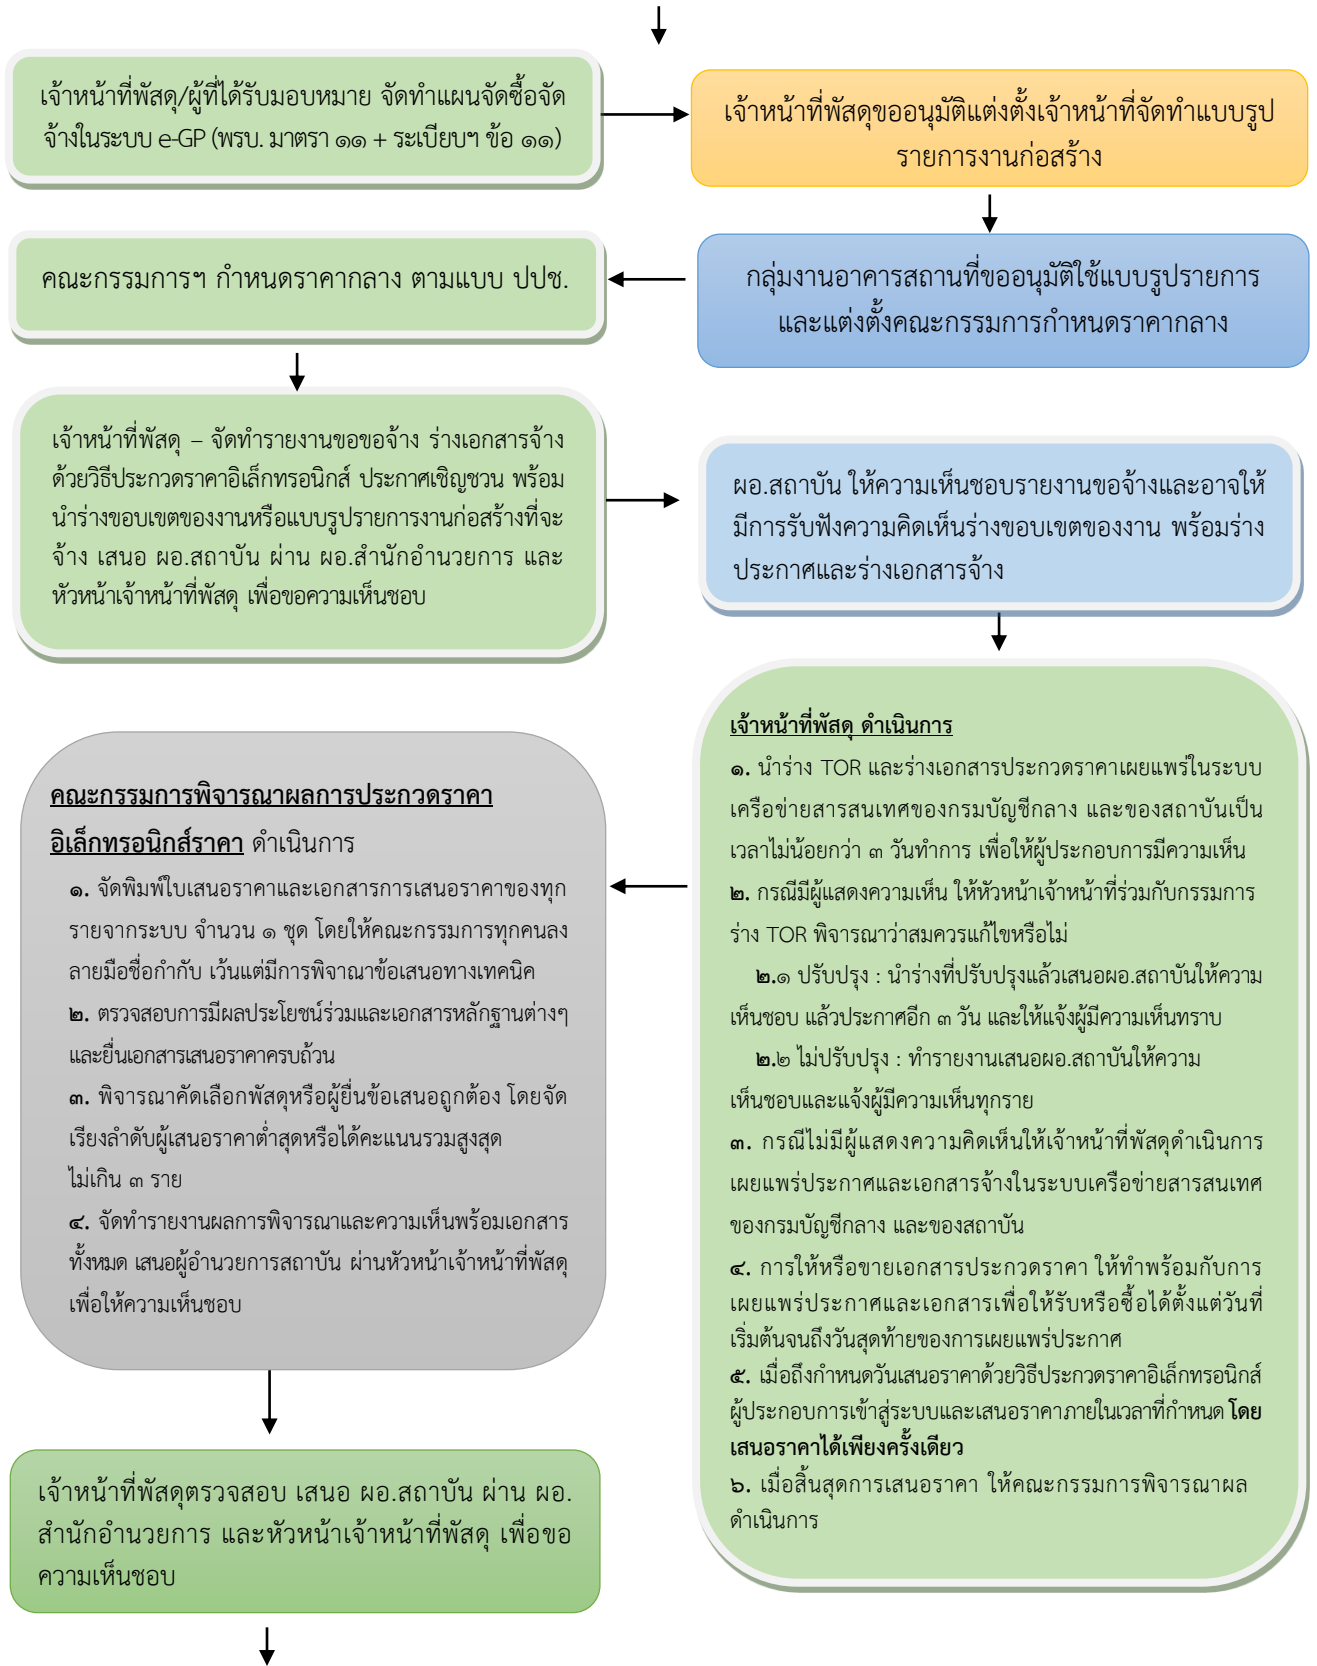 เจ้าหน้าที่พัสดุ/ผู้ที่ได้รับมอบหมาย จัดทำแผนจัดซื้อจัด
จ้างในระบบ e-GP (พรบ. มาตรา ๑๑ + ระเบียบฯ ข้อ ๑๑)
เจ้าหน้าที่พัสดุขออนุมัติแต่งตั้งเจ้าหน้าที่จัดทำแบบรูป
รายการงานก่อสร้าง
กลุ่มงานอาคารสถานที่ขออนุมัติใช้แบบรูปรายการ
และแต่งตั้งคณะกรรมการกำหนดราคากลาง
คณะกรรมการฯ กำหนดราคากลาง ตามแบบ ปปช.
เจ้าหน้าที่พัสดุ – จัดทำรายงานขอขอจ้าง ร่างเอกสารจ้าง
ด้วยวิธีประกวดราคาอิเล็กทรอนิกส์ ประกาศเชิญชวน พร้อม
นำร่างขอบเขตของงานหรือแบบรูปรายการงานก่อสร้างที่จะ
จ้าง เสนอ ผอ.สถาบัน ผ่าน ผอ.สำนักอำนวยการ และ
หัวหน้าเจ้าหน้าที่พัสดุ เพื่อขอความเห็นชอบ
ผอ.สถาบัน ให้ความเห็นชอบรายงานขอจ้างและอาจให้
มีการรับฟังความคิดเห็นร่างขอบเขตของงาน พร้อมร่าง
ประกาศและร่างเอกสารจ้าง
เจ้าหน้าที่พัสดุ ดำเนินการ
๑. นำร่าง TOR และร่างเอกสารประกวดราคาเผยแพร่ในระบบ
เครือข่ายสารสนเทศของกรมบัญชีกลาง และของสถาบันเป็น
เวลาไม่น้อยกว่า ๓ วันทำการ เพื่อให้ผู้ประกอบการมีความเห็น
๒. กรณีมีผู้แสดงความเห็น ให้หัวหน้าเจ้าหน้าที่ร่วมกับกรรมการ
ร่าง TOR พิจารณาว่าสมควรแก้ไขหรือไม่
๒.๑ ปรับปรุง : นำร่างที่ปรับปรุงแล้วเสนอผอ.สถาบันให้ความ
เห็นชอบ แล้วประกาศอีก ๓ วัน และให้แจ้งผู้มีความเห็นทราบ
๒.๒ ไม่ปรับปรุง : ทำรายงานเสนอผอ.สถาบันให้ความ
เห็นชอบและแจ้งผู้มีความเห็นทุกราย
๓. กรณีไม่มีผู้แสดงความคิดเห็นให้เจ้าหน้าที่พัสดุดำเนินการ
เผยแพร่ประกาศและเอกสารจ้างในระบบเครือข่ายสารสนเทศ
ของกรมบัญชีกลาง และของสถาบัน
๔. การให้หรือขายเอกสารประกวดราคา ให้ทำพร้อมกับการ
เผยแพร่ประกาศและเอกสารเพื่อให้รับหรือซื้อได้ตั้งแต่วันที่
เริ่มต้นจนถึงวันสุดท้ายของการเผยแพร่ประกาศ
๕. เมื่อถึงกำหนดวันเสนอราคาด้วยวิธีประกวดราคาอิเล็กทรอนิกส์
ผู้ประกอบการเข้าสู่ระบบและเสนอราคาภายในเวลาที่กำหนด โดย
เสนอราคาได้เพียงครั้งเดียว
๖. เมื่อสิ้นสุดการเสนอราคา ให้คณะกรรมการพิจารณาผล
ดำเนินการ
คณะกรรมการพิจารณาผลการประกวดราคา
อิเล็กทรอนิกส์ราคา ดำเนินการ
๑. จัดพิมพ์ใบเสนอราคาและเอกสารการเสนอราคาของทุก
รายจากระบบ จำนวน ๑ ชุด โดยให้คณะกรรมการทุกคนลง
ลายมือชื่อกำกับ เว้นแต่มีการพิจาณาข้อเสนอทางเทคนิค
๒. ตรวจสอบการมีผลประโยชน์ร่วมและเอกสารหลักฐานต่างๆ
และยื่นเอกสารเสนอราคาครบถ้วน
๓. พิจารณาคัดเลือกพัสดุหรือผู้ยื่นข้อเสนอถูกต้อง โดยจัด
เรียงลำดับผู้เสนอราคาต่ำสุดหรือได้คะแนนรวมสูงสุด
ไม่เกิน ๓ ราย
๔. จัดทำรายงานผลการพิจารณาและความเห็นพร้อมเอกสาร
ทั้งหมด เสนอผู้อำนวยการสถาบัน ผ่านหัวหน้าเจ้าหน้าที่พัสดุ
เพื่อให้ความเห็นชอบ
เจ้าหน้าที่พัสดุตรวจสอบ เสนอ ผอ.สถาบัน ผ่าน ผอ.
สำนักอำนวยการ และหัวหน้าเจ้าหน้าที่พัสดุ เพื่อขอ
ความเห็นชอบ